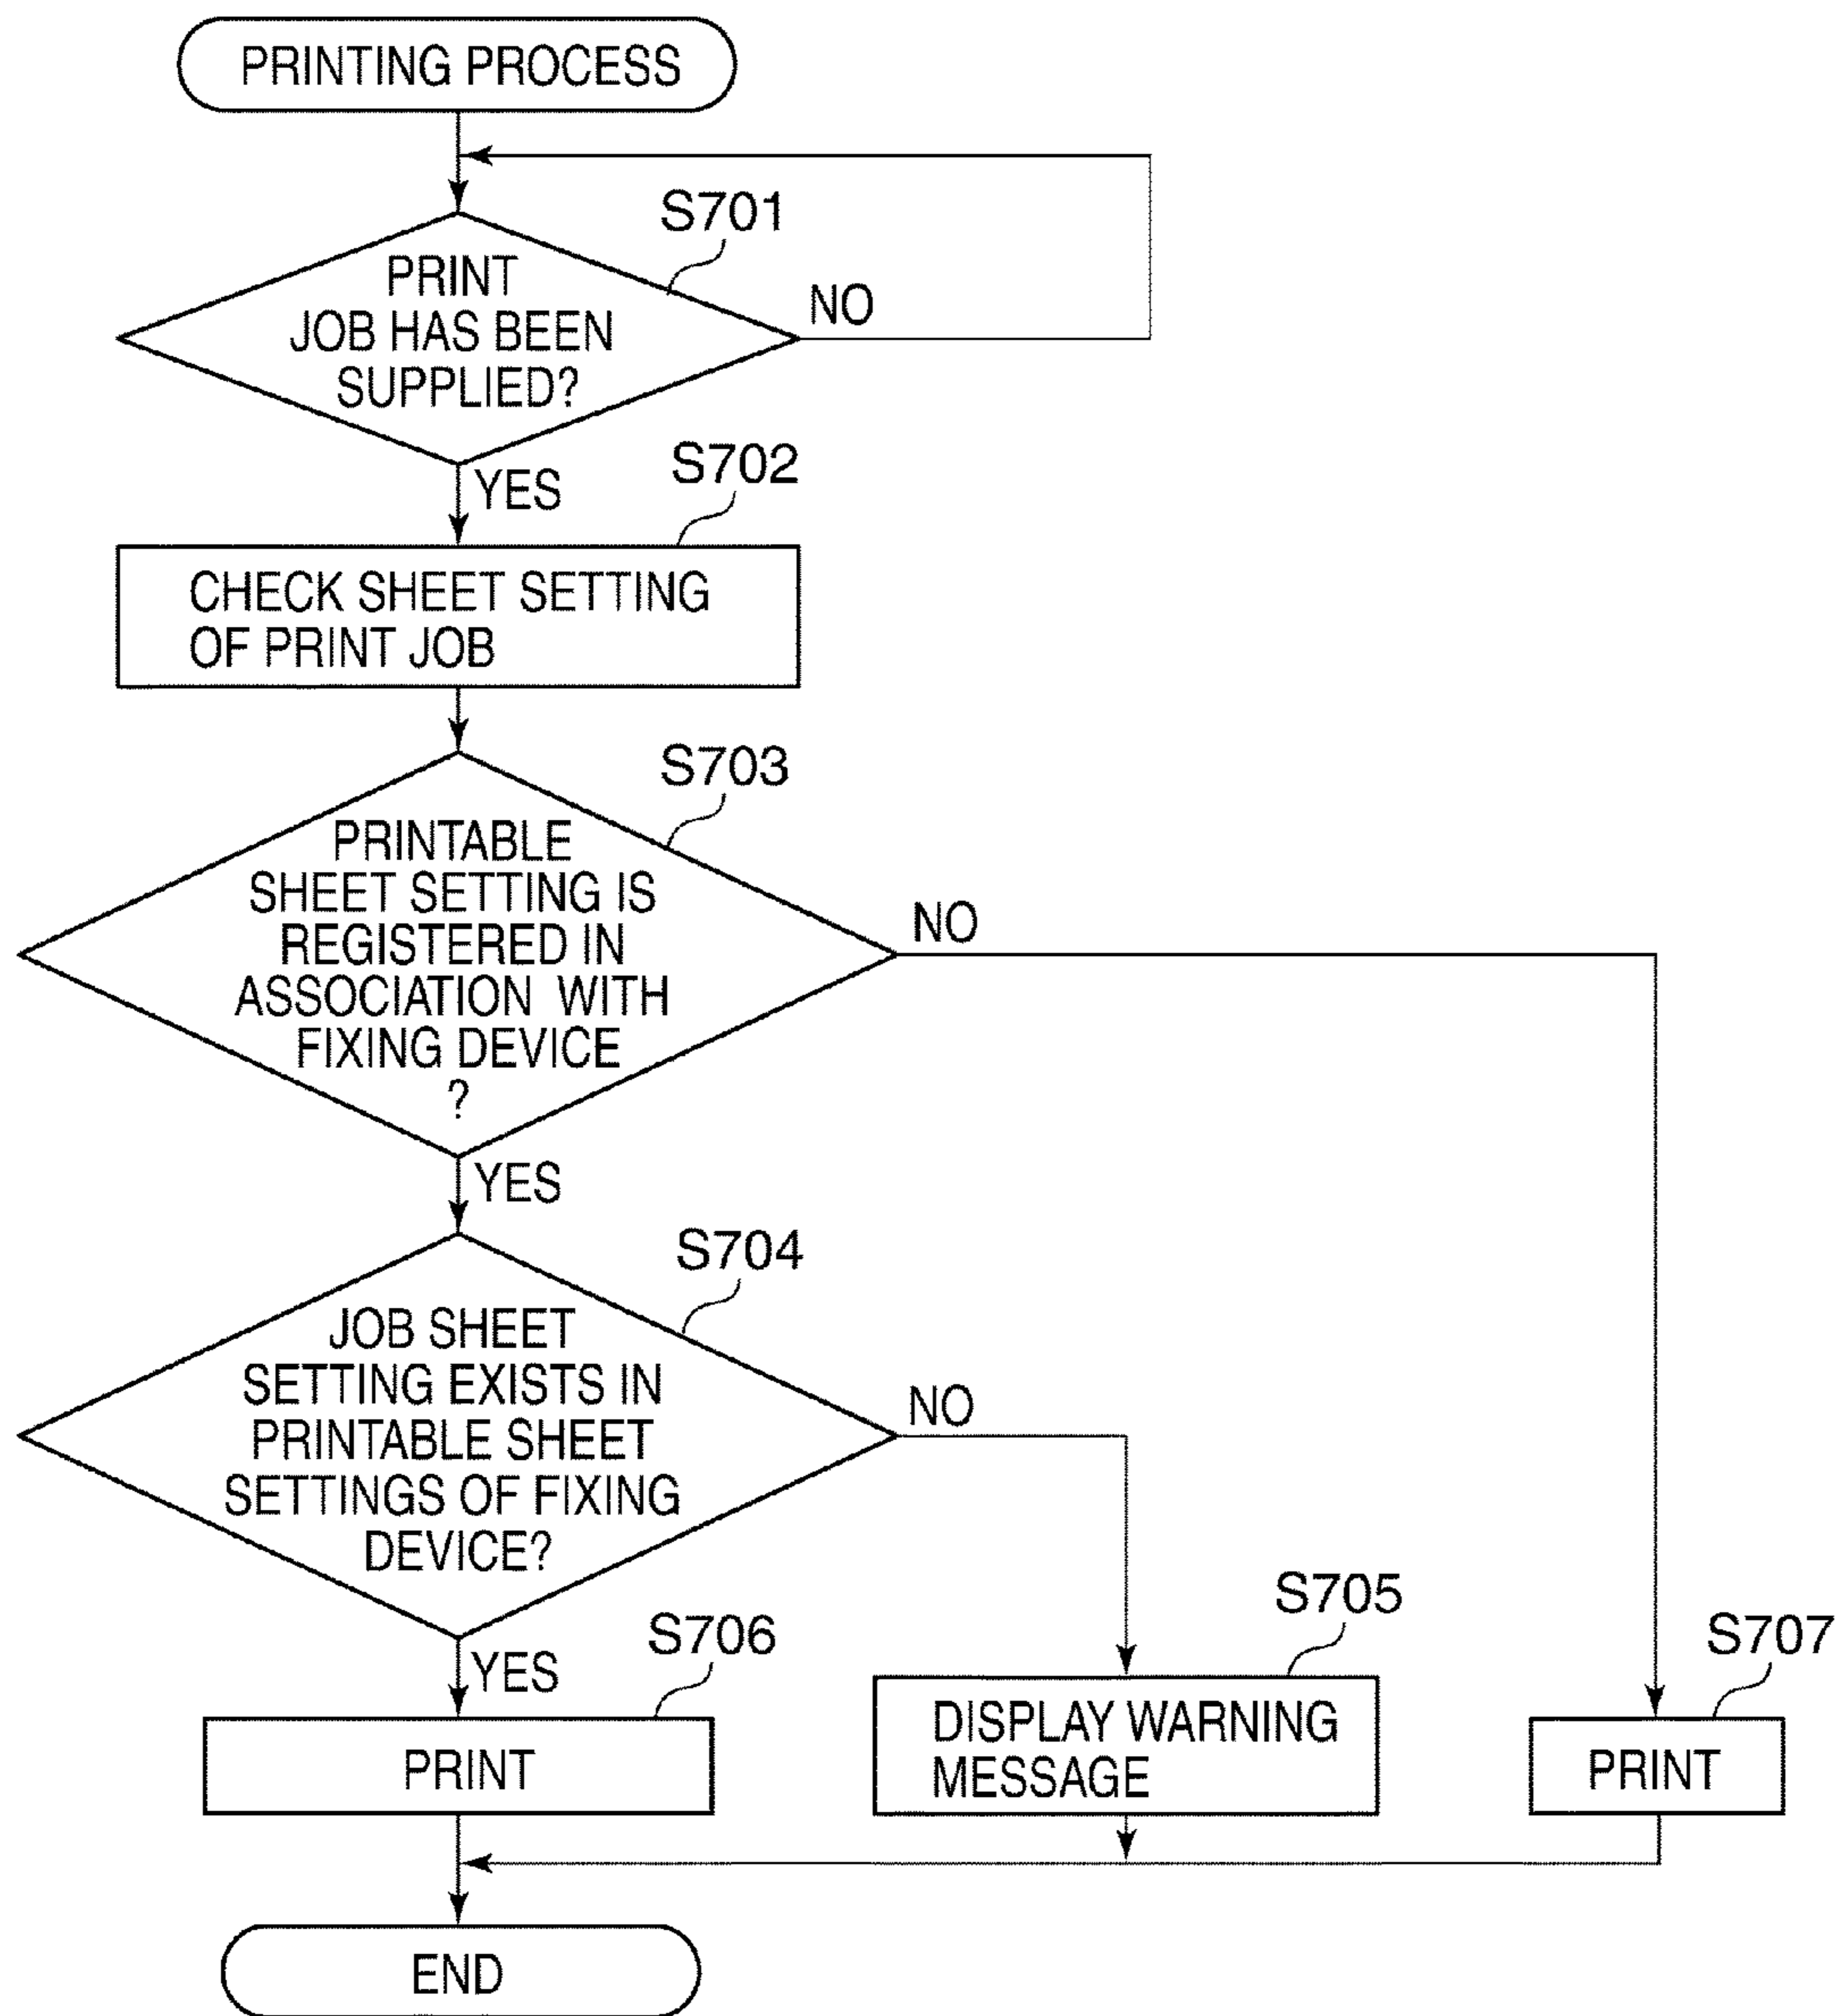 PRINTING PROCESS
S701
PRINT
JOB HAS BEEN
SUPPLIED?
NO
YES
S702
CHECK SHEET SETTING
OF PRINT JOB
S703
PRINTABLE
SHEET SETTING IS
REGISTERED IN
ASSOCIATION WITH
FIXING DEVICE
?
NO
YES
S704
JOB SHEET
SETTING EXISTS IN
PRINTABLE SHEET
SETTINGS OF FIXING
DEVICE?
NO
YES
S706
PRINT
S705
DISPLAY WARNING
MESSAGE
S707
PRINT
END